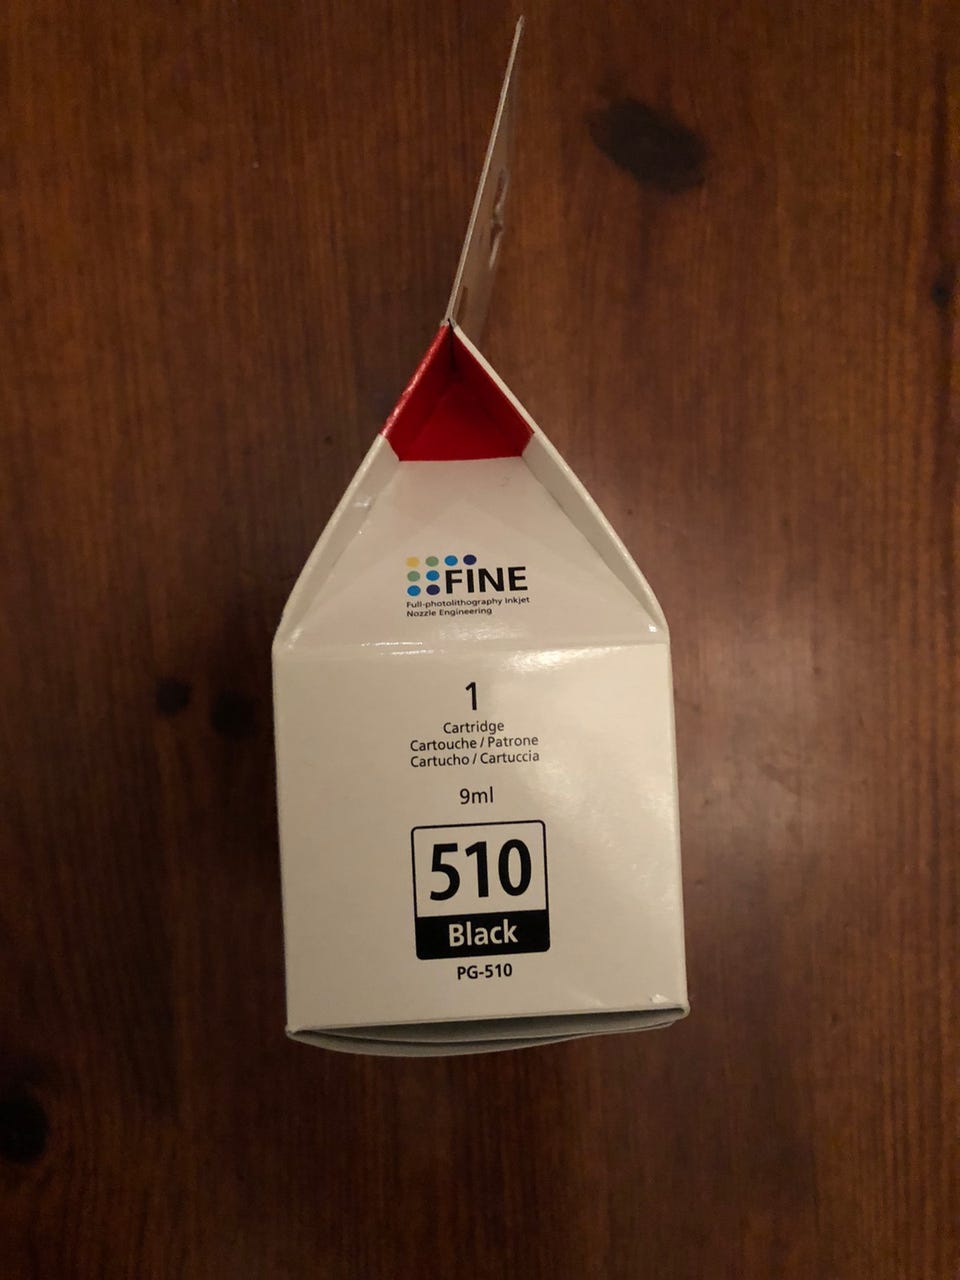 FINE
Full-photolithography Inkjet
Nozzle Engineering
1
Cartridge
Cartouche / Patrone
Cartucho / Cartuccia
9ml
510
Black
PG-510